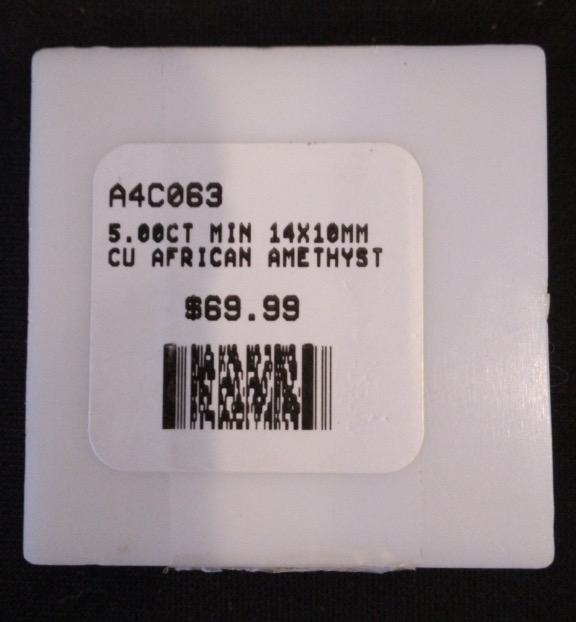 A4C063
5.00CT MIN 14X10MM
CU AFRICAN AMETHYST
$69.99